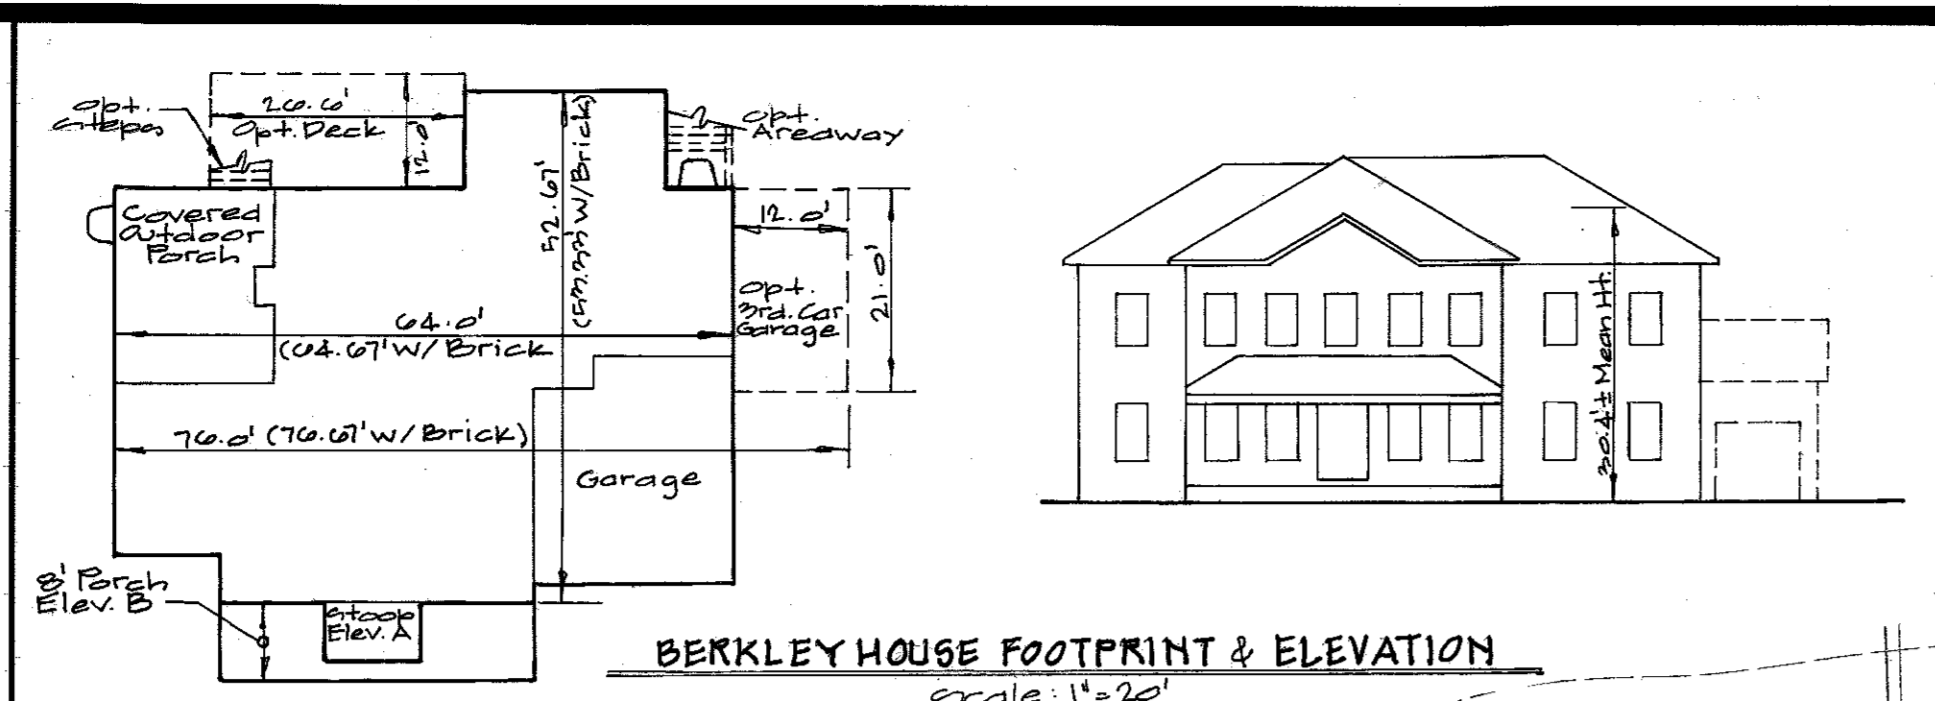 opt.
Steps
26.6'
Opt. Deck
12.0'
opt.
Areaway
Covered
Outdoor
Porch
52.67'
(53.33' W/Brick)
12.0'
opt.
3rd. Car
Garage
21.0'
64.0'
(64.67' W/Brick
76.0' (76.67' W/Brick)
Garage
8' Porch
Elev. B
Stoop
Elev. A
30.4'± Mean Ht.
BERKLEY HOUSE FOOTPRINT & ELEVATION
Scale: 1"=20'